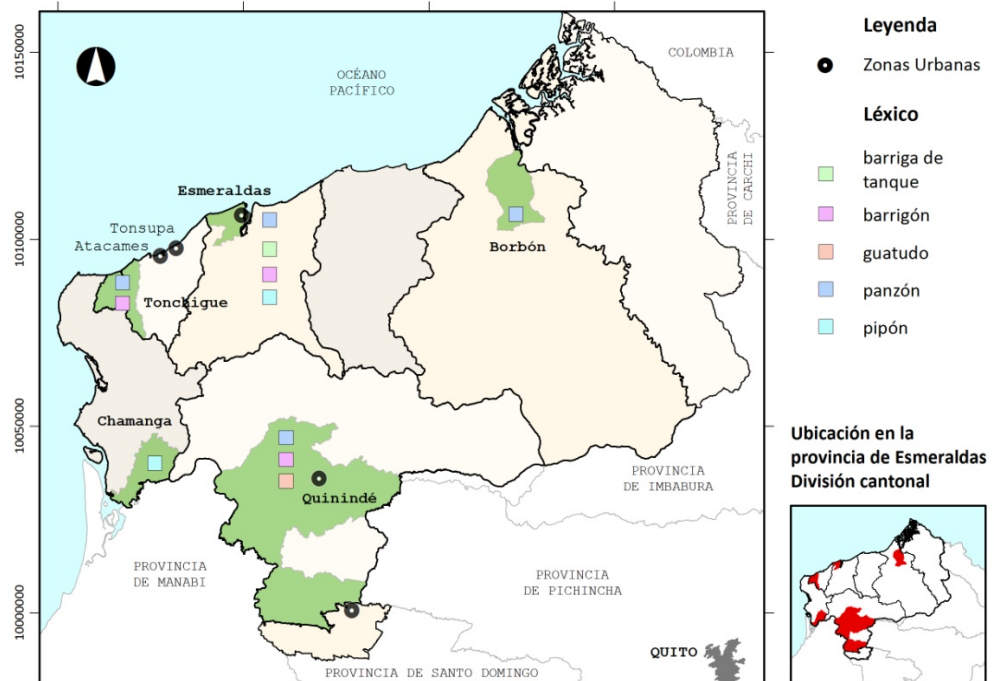 10150000
10100000
10050000
1000000
OCÉANO
PACÍFICO
COLOMBIA
PROVINCIA
DE CARCHI
Esmeraldas
Tonsupa
Atacames
Tonchigue
Borbón
Chamanga
Quinindé
PROVINCIA
DE IMBABURA
PROVINCIA
DE MANABI
PROVINCIA
DE PICHINCHA
QUITO
PROVINCIA DE SANTO DOMINGO
Leyenda
Zonas Urbanas
Léxico
barriga de
tanque
barrigón
guatudo
panzón
pipón
Ubicación en la
provincia de Esmeraldas
División cantonal